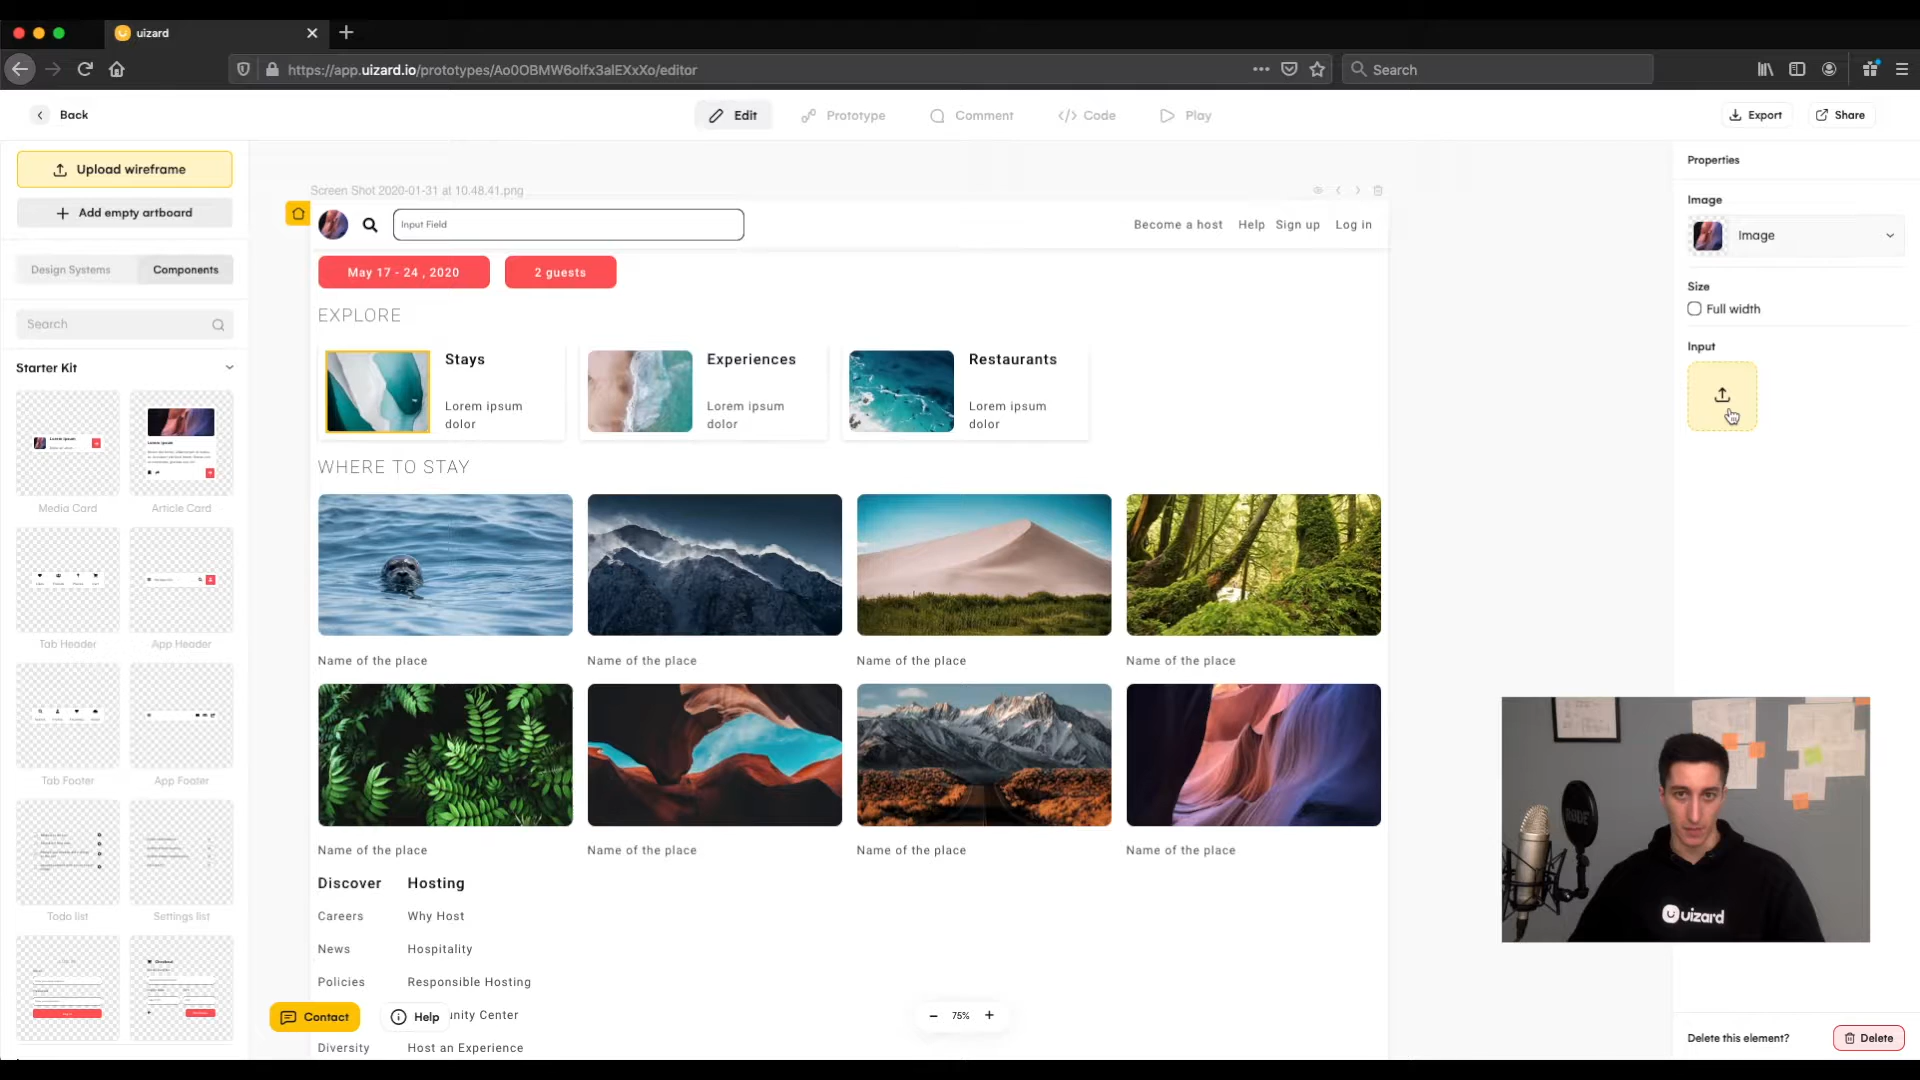 uizard
https://app.uizard.io/prototypes/Ao0OBMW6olfx3alEXxXo/editor
Search
Back
Edit
Prototype
Comment
Code
Play
Export
Share
Upload wireframe
Add empty artboard
Design Systems
Components
Search
Starter Kit
Media Card
Article Card
Tab Header
App Header
Tab Footer
App Footer
Todo list
Settings list
Screen Shot 2020-01-31 at 10.48.41.png
Input Field
Become a host
Help
Sign up
Log in
May 17 - 24 , 2020
2 guests
EXPLORE
Stays
Lorem ipsum
dolor
Experiences
Lorem ipsum
dolor
Restaurants
Lorem ipsum
dolor
WHERE TO STAY
Name of the place
Name of the place
Name of the place
Name of the place
Name of the place
Name of the place
Name of the place
Name of the place
Discover
Hosting
Careers
Why Host
News
Hospitality
Policies
Responsible Hosting
unity Center
Diversity
Host an Experience
Contact
Help
75%
Properties
Image
Image
Size
Full width
Input
RODE
uizard
Delete this element?
Delete